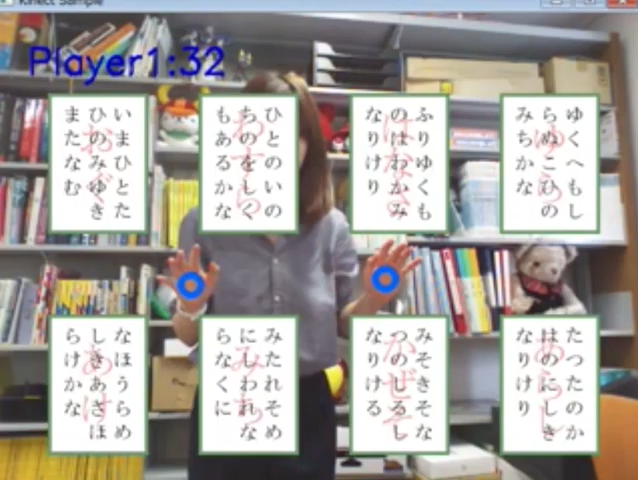 Kinect Sample
Player1:32
いまひとた
ひのみゆき
またなむ
ひとのいの
ちのをしく
もあるかな
ふりゆくも
のはわかみ
なりけり
ゆくへもし
らぬこひの
みちかな
なほうらめ
しきあさほ
らけかな
みたれそめ
にしわれな
らなくに
みそきそな
つのしるし
なりける
たつたのか
はのにしき
なりけり